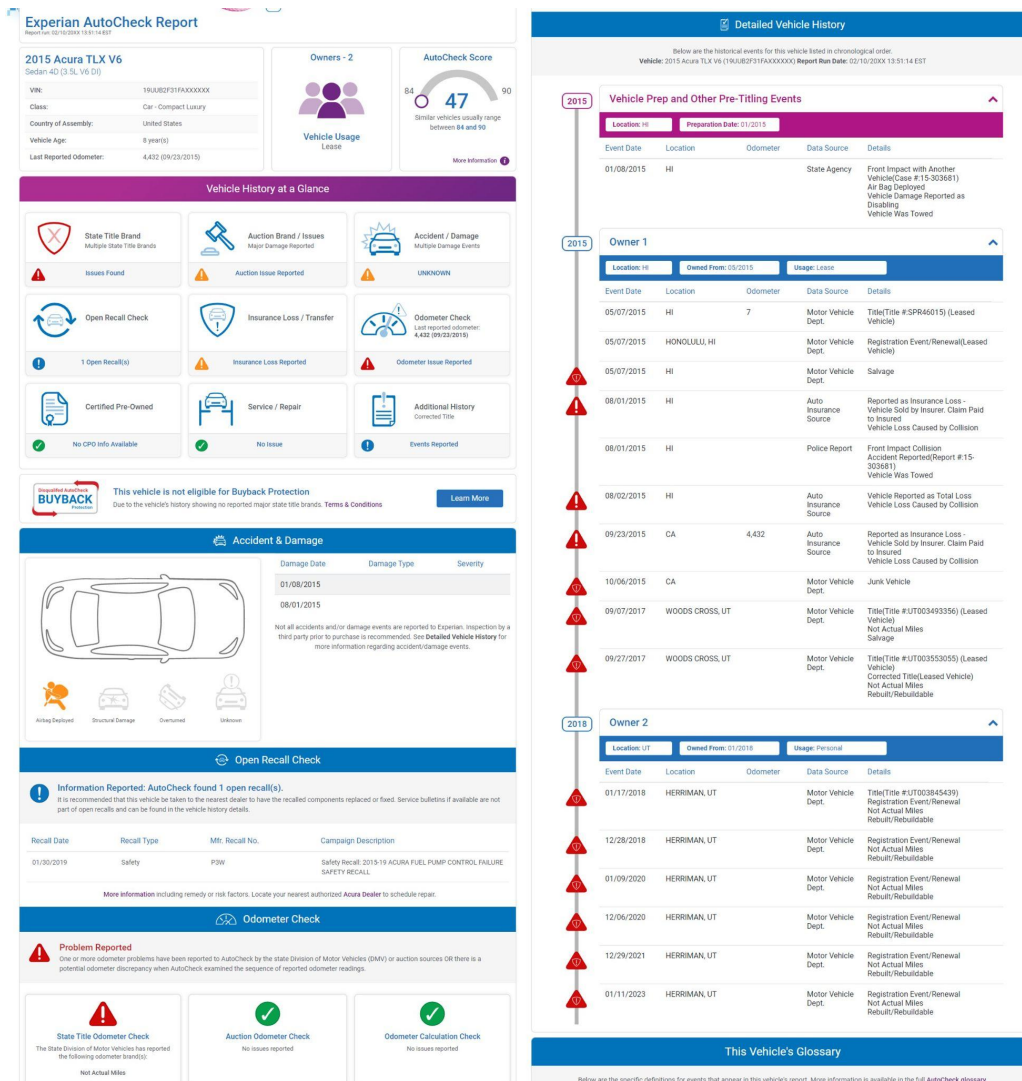 Experian AutoCheck Report
Report run: 02/10/20XX 13:51:14 EST
2015 Acura TLX V6
Sedan 4D (3.5L V6 DI)
VIN: 19UUB2F31FAXXXXXX
Class: Car - Compact Luxury
Country of Assembly: United States
Vehicle Age: 8 year(s)
Last Reported Odometer: 4,432 (09/23/2015)
Owners - 2
Vehicle Usage
Lease
AutoCheck Score
84
90
47
Similar vehicles usually range
between 84 and 90
More Information
Vehicle History at a Glance
State Title Brand
Multiple State Title Brands
Issues Found
Auction Brand / Issues
Major Damage Reported
Auction Issue Reported
Accident / Damage
Multiple Damage Events
UNKNOWN
Open Recall Check
1 Open Recall(s)
Insurance Loss / Transfer
Insurance Loss Reported
Odometer Check
Last reported odometer:
4,432 (09/23/2015)
Odometer Issue Reported
Certified Pre-Owned
No CPO Info Available
Service / Repair
No Issue
Additional History
Corrected Title
Events Reported
Disqualified AutoCheck
BUYBACK
Protection
This vehicle is not eligible for Buyback Protection
Due to the vehicle's history showing no reported major state title brands. Terms & Conditions
Learn More
Accident & Damage
Damage Date Damage Type Severity
01/08/2015
08/01/2015
Not all accidents and/or damage events are reported to Experian. Inspection by a
third party prior to purchase is recommended. See Detailed Vehicle History for
more information regarding accident/damage events.
Airbag Deployed
Structural Damage
Overturned
Unknown
Open Recall Check
Information Reported: AutoCheck found 1 open recall(s).
It is recommended that this vehicle be taken to the nearest dealer to have the recalled components replaced or fixed. Service bulletins if available are not
part of open recalls and can be found in the vehicle history details.
Recall Date Recall Type Mfr. Recall No. Campaign Description
01/30/2019 Safety P3W Safety Recall: 2015-19 ACURA FUEL PUMP CONTROL FAILURE
SAFETY RECALL
More information including remedy or risk factors. Locate your nearest authorized Acura Dealer to schedule repair.
Odometer Check
Problem Reported
One or more odometer problems have been reported to AutoCheck by the state Division of Motor Vehicles (DMV) or auction sources OR there is a
potential odometer discrepancy when AutoCheck examined the sequence of reported odometer readings.
State Title Odometer Check
The State Division of Motor Vehicles has reported
the following odometer brand(s):
Not Actual Miles
Auction Odometer Check
No issues reported
Odometer Calculation Check
No issues reported
Detailed Vehicle History
Below are the historical events for this vehicle listed in chronological order.
Vehicle: 2015 Acura TLX V6 (19UUB2F31FAXXXXXX) Report Run Date: 02/10/20XX 13:51:14 EST
2015
Vehicle Prep and Other Pre-Titling Events
Location: HI Preparation Date: 01/2015
Event Date Location Odometer Data Source Details
01/08/2015 HI State Agency Front Impact with Another
Vehicle(Case #:15-303681)
Air Bag Deployed
Vehicle Damage Reported as
Disabling
Vehicle Was Towed
2015
Owner 1
Location: HI Owned From: 05/2015 Usage: Lease
Event Date Location Odometer Data Source Details
05/07/2015 HI 7 Motor Vehicle Title(Title #:SPR46015) (Leased
Dept. Vehicle)
05/07/2015 HONOLULU, HI Motor Vehicle Registration Event/Renewal(Leased
Dept. Vehicle)
05/07/2015 HI Motor Vehicle Salvage
Dept.
08/01/2015 HI Auto Reported as Insurance Loss -
Insurance Vehicle Sold by Insurer. Claim Paid
Source to Insured
Vehicle Loss Caused by Collision
08/01/2015 HI Police Report Front Impact Collision
Accident Reported(Report #:15-
303681)
Vehicle Was Towed
08/02/2015 HI Auto Vehicle Reported as Total Loss
Insurance Vehicle Loss Caused by Collision
Source
09/23/2015 CA 4,432 Auto Reported as Insurance Loss -
Insurance Vehicle Sold by Insurer. Claim Paid
Source to Insured
Vehicle Loss Caused by Collision
10/06/2015 CA Motor Vehicle Junk Vehicle
Dept.
09/07/2017 WOODS CROSS, UT Motor Vehicle Title(Title #:UT003493356) (Leased
Dept. Vehicle)
Not Actual Miles
Salvage
09/27/2017 WOODS CROSS, UT Motor Vehicle Title(Title #:UT003553055) (Leased
Dept. Vehicle)
Corrected Title(Leased Vehicle)
Not Actual Miles
Rebuilt/Rebuildable
2018
Owner 2
Location: UT Owned From: 01/2018 Usage: Personal
Event Date Location Odometer Data Source Details
01/17/2018 HERRIMAN, UT Motor Vehicle Title(Title #:UT003845439)
Dept. Registration Event/Renewal
Not Actual Miles
Rebuilt/Rebuildable
12/28/2018 HERRIMAN, UT Motor Vehicle Registration Event/Renewal
Dept. Not Actual Miles
Rebuilt/Rebuildable
01/09/2020 HERRIMAN, UT Motor Vehicle Registration Event/Renewal
Dept. Not Actual Miles
Rebuilt/Rebuildable
12/06/2020 HERRIMAN, UT Motor Vehicle Registration Event/Renewal
Dept. Not Actual Miles
Rebuilt/Rebuildable
12/29/2021 HERRIMAN, UT Motor Vehicle Registration Event/Renewal
Dept. Not Actual Miles
Rebuilt/Rebuildable
01/11/2023 HERRIMAN, UT Motor Vehicle Registration Event/Renewal
Dept. Not Actual Miles
Rebuilt/Rebuildable
This Vehicle's Glossary
Below are the specific definitions for events that appear in this vehicle's report. More information is available in the full AutoCheck glossary